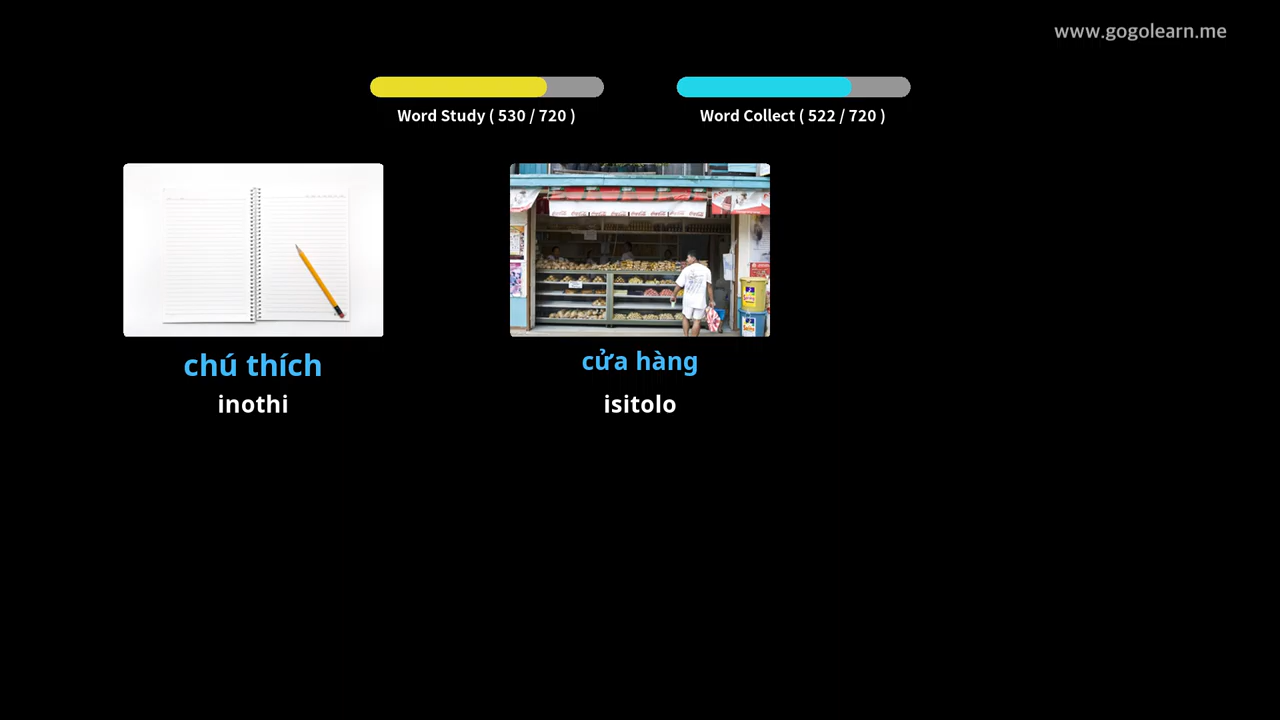 www.gogolearn.me
Word Study ( 530 / 720 )
Word Collect ( 522 / 720 )
chú thích
cửa hàng
inothi
isitolo